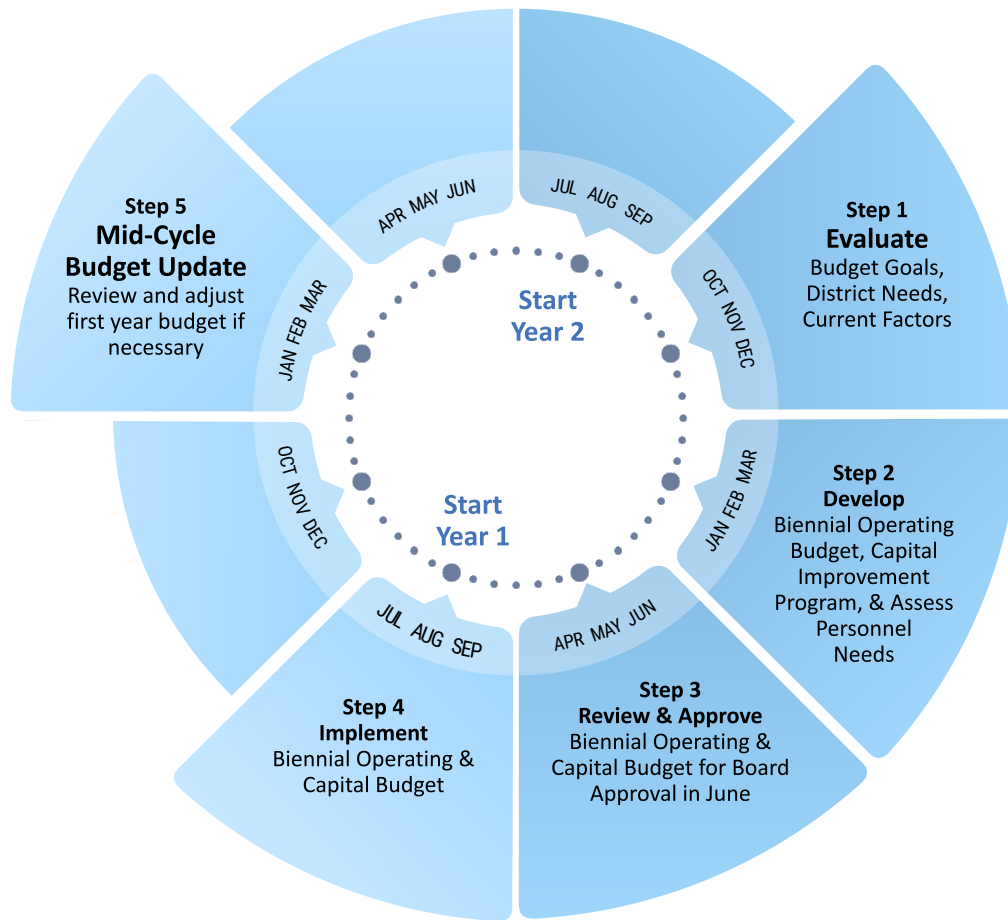 Step 1
Evaluate
Budget Goals,
District Needs,
Current Factors
Step 2
Develop
Biennial Operating
Budget, Capital
Improvement
Program, & Assess
Personnel
Needs
Step 3
Review & Approve
Biennial Operating &
Capital Budget for Board
Approval in June
Step 4
Implement
Biennial Operating &
Capital Budget
Step 5
Mid-Cycle
Budget Update
Review and adjust
first year budget if
necessary
JUL AUG SEP
OCT NOV DEC
JAN FEB MAR
APR MAY JUN
JUL AUG SEP
OCT NOV DEC
JAN FEB MAR
APR MAY JUN
Start
Year 2
Start
Year 1